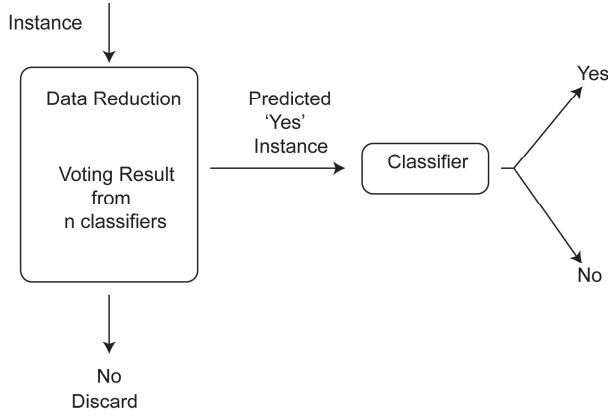 Instance
Data Reduction
Voting Result
from
n classifiers
Predicted
‘Yes’
Instance
Classifier
Yes
No
No
Discard